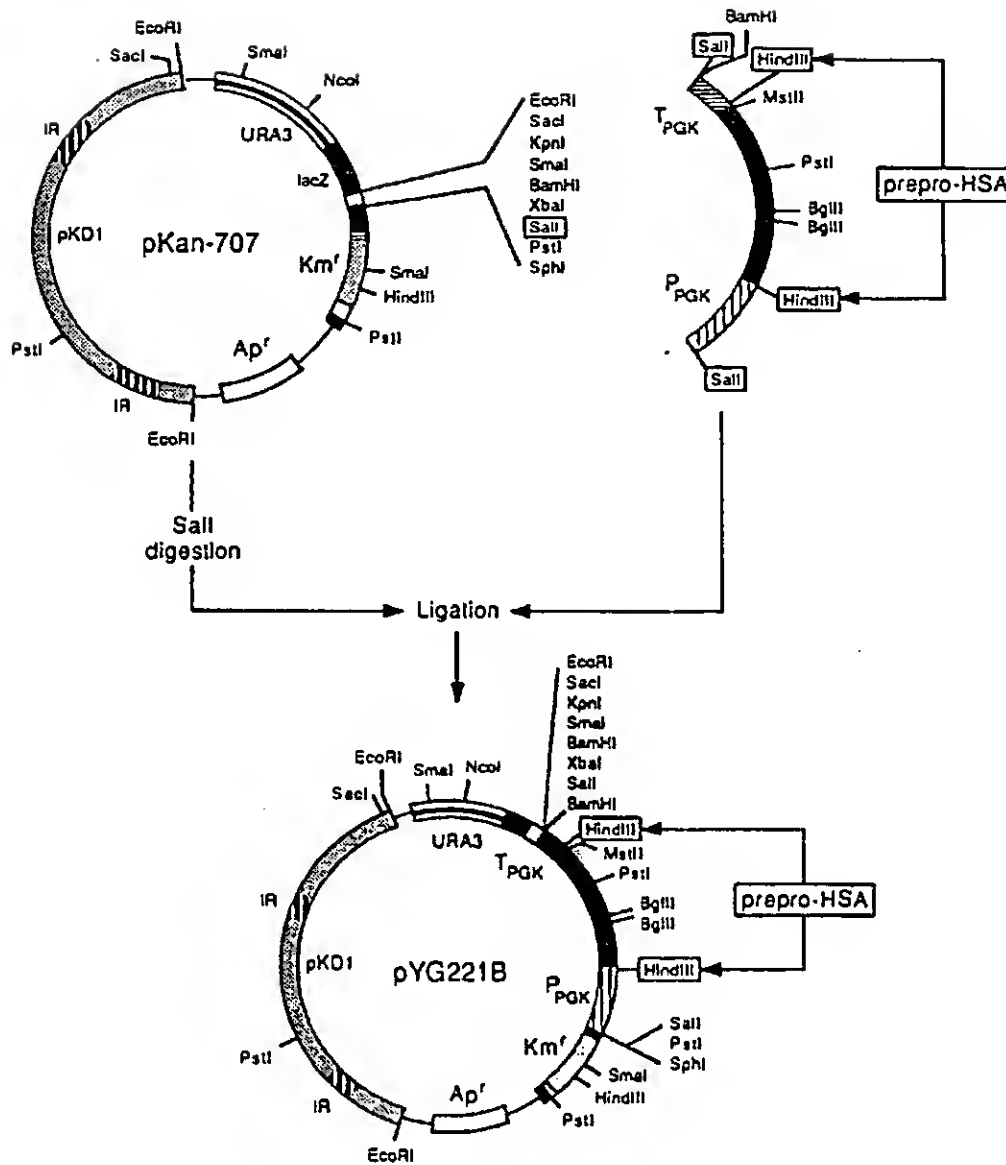 EcoRI
SacI
SmaI
NcoI
IR
URA3
lacZ
pKD1
pKan-707
Km^r
SmaI
HindIII
PstI
PstI
Ap^r
IR
EcoRI
EcoRI
SacI
KpnI
SmaI
BamHI
XbaI
SalI
PstI
SphI
BamHI
SalI
HindIII
MstII
T_PGK
PstI
prepro-HSA
BglII
BglII
P_PGK
HindIII
SalI
SalI
digestion
Ligation
EcoRI
SacI
KpnI
SmaI
BamHI
XbaI
SalI
BamHI
EcoRI
SacI
SmaI
NcoI
URA3
T_PGK
HindIII
MstII
PstI
BglII
BglII
prepro-HSA
IR
pKD1
pYG221B
HindIII
P_PGK
Km^r
SalI
PstI
SphI
SmaI
HindIII
PstI
PstI
IR
Ap^r
EcoRI